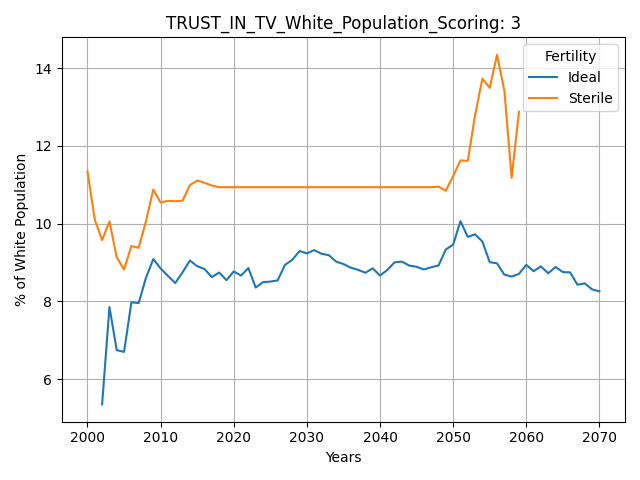 TRUST_IN_TV_White_Population_Scoring: 3
Fertility
Ideal
Sterile
% of White Population
14
12
10
8
6
2000 2010 2020 2030 2040 2050 2060 2070
Years